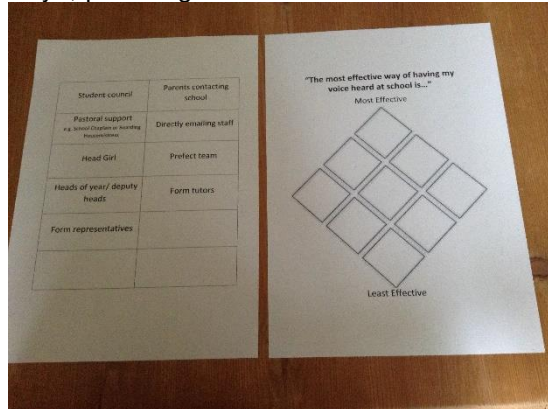 Student council
Parents contacting
school
Pastoral support
e.g. School Chaplain or Boarding
Directly emailing staff
Head Girl
Prefect team
Heads of year/ deputy
heads
Form tutors
Form representatives
"The most effective way of having my
voice heard at school is..."
Most Effective
Least Effective